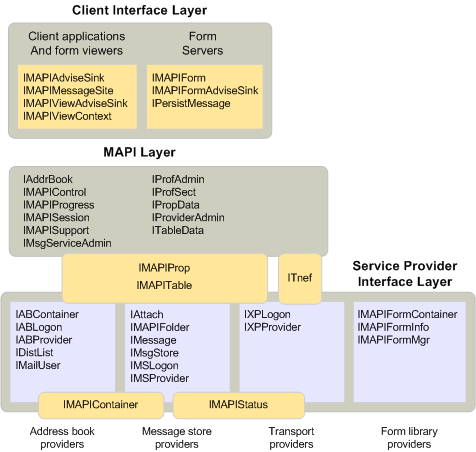 Client Interface Layer
Client applications
And form viewers
IMAPIAdviseSink
IMAPIMessageSite
IMAPIViewAdviseSink
IMAPIViewContext
Form
Servers
IMAPIForm
IMAPIFormAdviseSink
IPersistMessage
MAPI Layer
IAddrBook
IMAPIControl
IMAPIProgress
IMAPISession
IMAPISupport
IMsgServiceAdmin
IProfAdmin
IProfSect
IPropData
IProviderAdmin
ITableData
IMAPIProp
IMAPITable
ITnef
Service Provider
Interface Layer
IABContainer
IABLogon
IABProvider
IDistList
IMailUser
IAttach
IMAPIFolder
IMessage
IMsgStore
IMSLogon
IMSProvider
IXPLogon
IXPProvider
IMAPIFormContainer
IMAPIFormInfo
IMAPIFormMgr
IMAPIContainer
IMAPIStatus
Address book
providers
Message store
providers
Transport
providers
Form library
providers